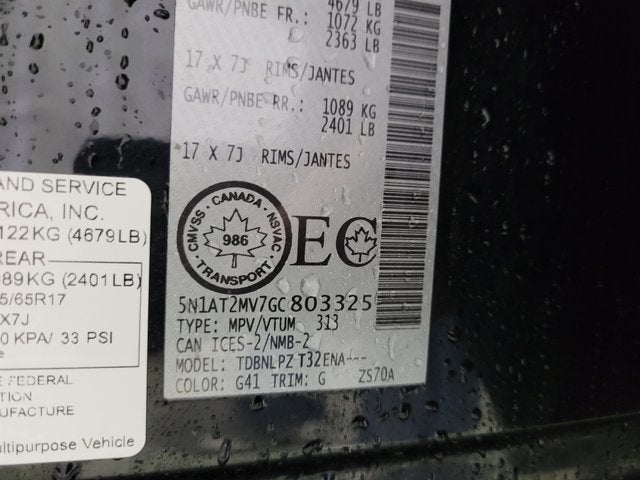 4679 LB
GAWR/PNBE FR.: 1072 KG
2363 LB
17 X 7J RIMS/JANTES
GAWR/PNBE RR.: 1089 KG
2401 LB
17 X 7J RIMS/JANTES
CMVSS · CANADA · NSVAC
986
TRANSPORT
EC
5N1AT2MV7GC803325
TYPE: MPV/VTUM 313
CAN ICES-2/NMB-2
MODEL: TDBNLPZ T32ENA---
COLOR: G41 TRIM: G ZS70A
AND SERVICE
RICA, INC.
122KG (4679LB)
REAR
89KG (2401LB)
5/65R17
X7J
0 KPA/ 33 PSI
E FEDERAL
TION
UFACTURE
ultipurpose Vehicle